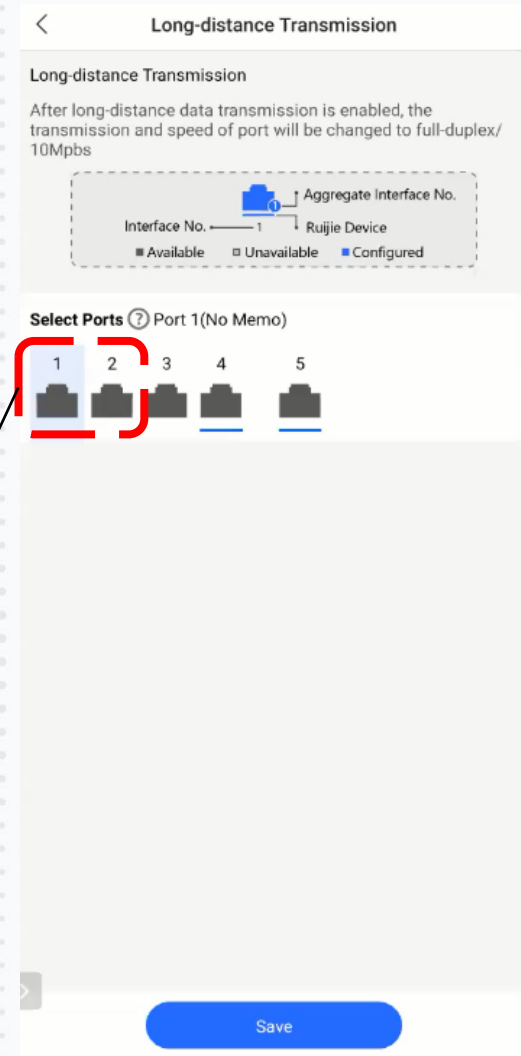 Long-distance Transmission
Long-distance Transmission
After long-distance data transmission is enabled, the
transmission and speed of port will be changed to full-duplex/
10Mpbs
1
Aggregate Interface No.
Interface No.
1
Ruijie Device
Available Unavailable Configured
Select Ports ? Port 1(No Memo)
1 2 3 4 5
Save